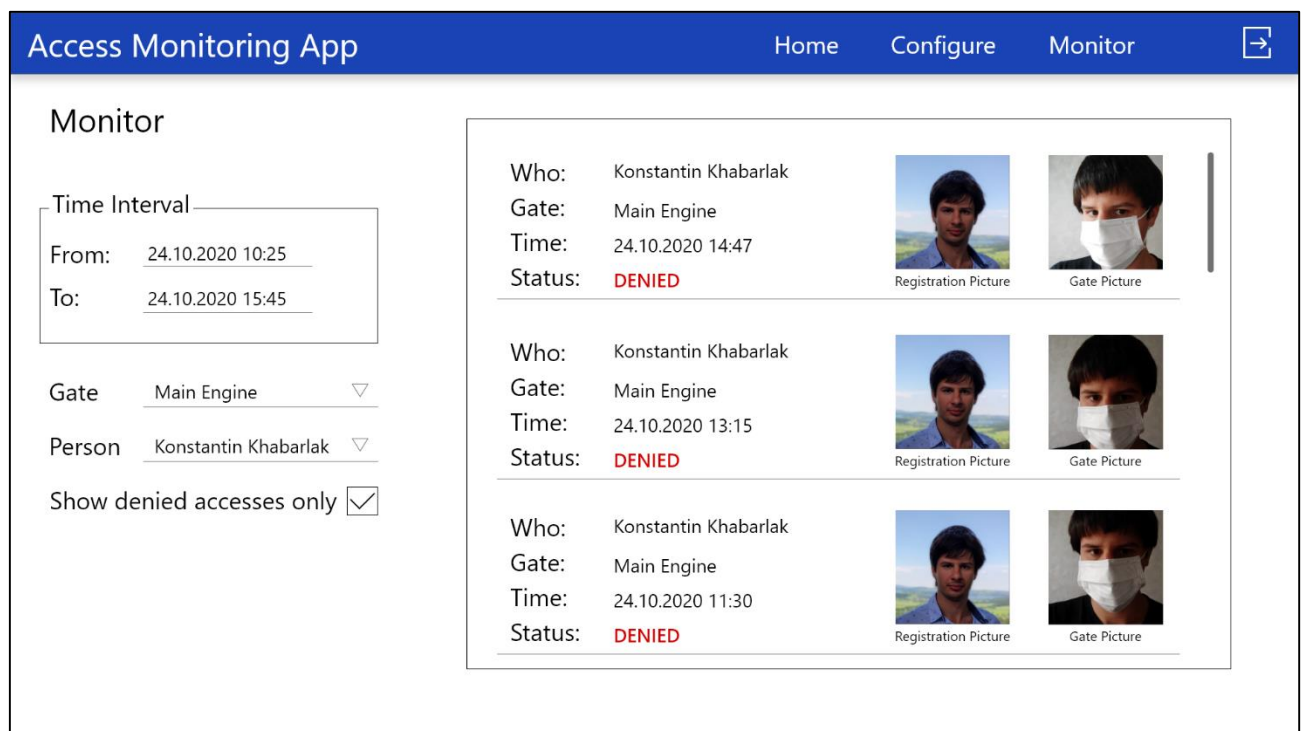 Access Monitoring App
Home Configure Monitor
Monitor
Time Interval
From: 24.10.2020 10:25
To: 24.10.2020 15:45
Gate Main Engine
Person Konstantin Khabarlak
Show denied accesses only
Who: Konstantin Khabarlak
Gate: Main Engine
Time: 24.10.2020 14:47
Status: DENIED
Registration Picture
Gate Picture
Who: Konstantin Khabarlak
Gate: Main Engine
Time: 24.10.2020 13:15
Status: DENIED
Registration Picture
Gate Picture
Who: Konstantin Khabarlak
Gate: Main Engine
Time: 24.10.2020 11:30
Status: DENIED
Registration Picture
Gate Picture